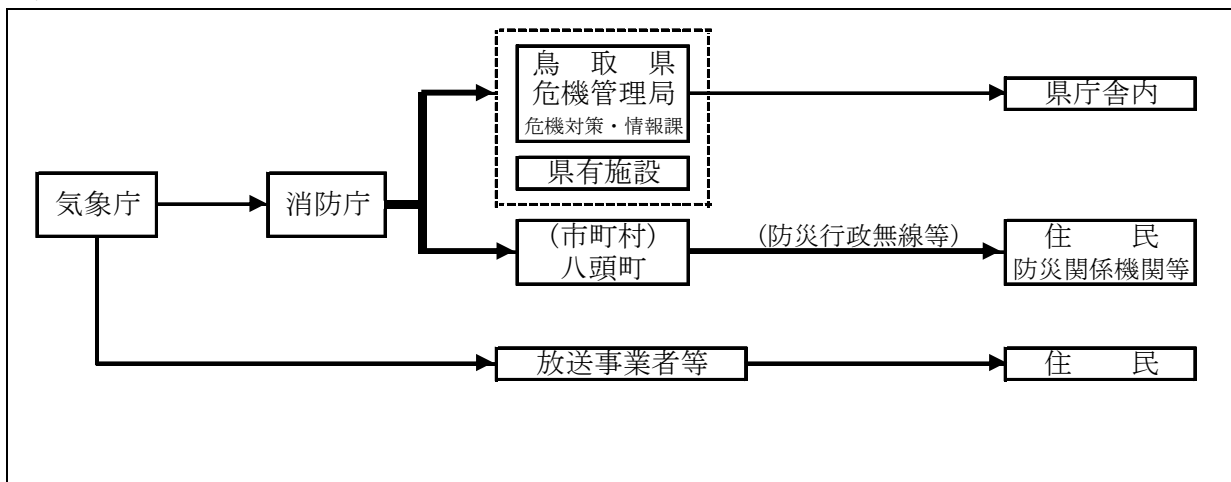 鳥 取 県
危機管理局
危機対策・情報課
県庁舎内
県有施設
気象庁
消防庁
(市町村)
八頭町
(防災行政無線等)
住 民
防災関係機関等
放送事業者等
住 民